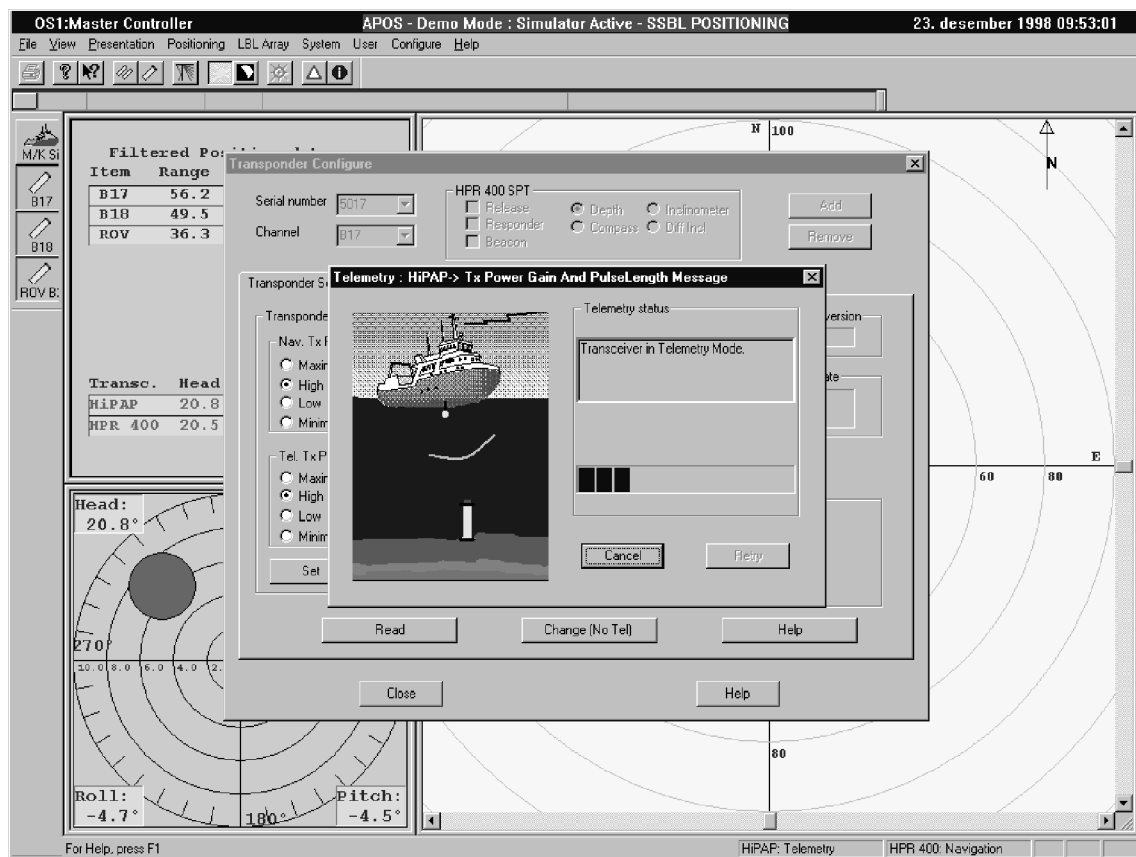 OS1:Master Controller APOS - Demo Mode : Simulator Active - SSBL POSITIONING 23. desember 1998 09:53:01
File View Presentation Positioning LBL Array System User Configure Help
M/K Si
B17
B18
ROV B
Filtered Po
Item Range
B17 56.2
B18 49.5
ROV 36.3
Transc. Head
HiPAP 20.8
HPR 400 20.5
Head:
20.8°
270°
10.0 8.0 6.0 4.0 2.
Roll:
-4.7°
180°
Pitch:
-4.5°
N 100
N
E
60 80
80
Transponder Configure
Serial number 5017
Channel B17
HPR 400 SPT
Release Depth Inclinometer
Responder Compass Diff Incl
Beacon
Add
Remove
Transponder S
Transponde
Nav. Tx P
Maxim
High
Low
Minim
Tel. Tx P
Maxim
High
Low
Minim
Set
version
ate
Read Change (No Tel) Help
Close Help
Telemetry : HiPAP-> Tx Power Gain And PulseLength Message
Telemetry status
Transceiver in Telemetry Mode.
Cancel Retry
For Help, press F1 HiPAP: Telemetry HPR 400: Navigation